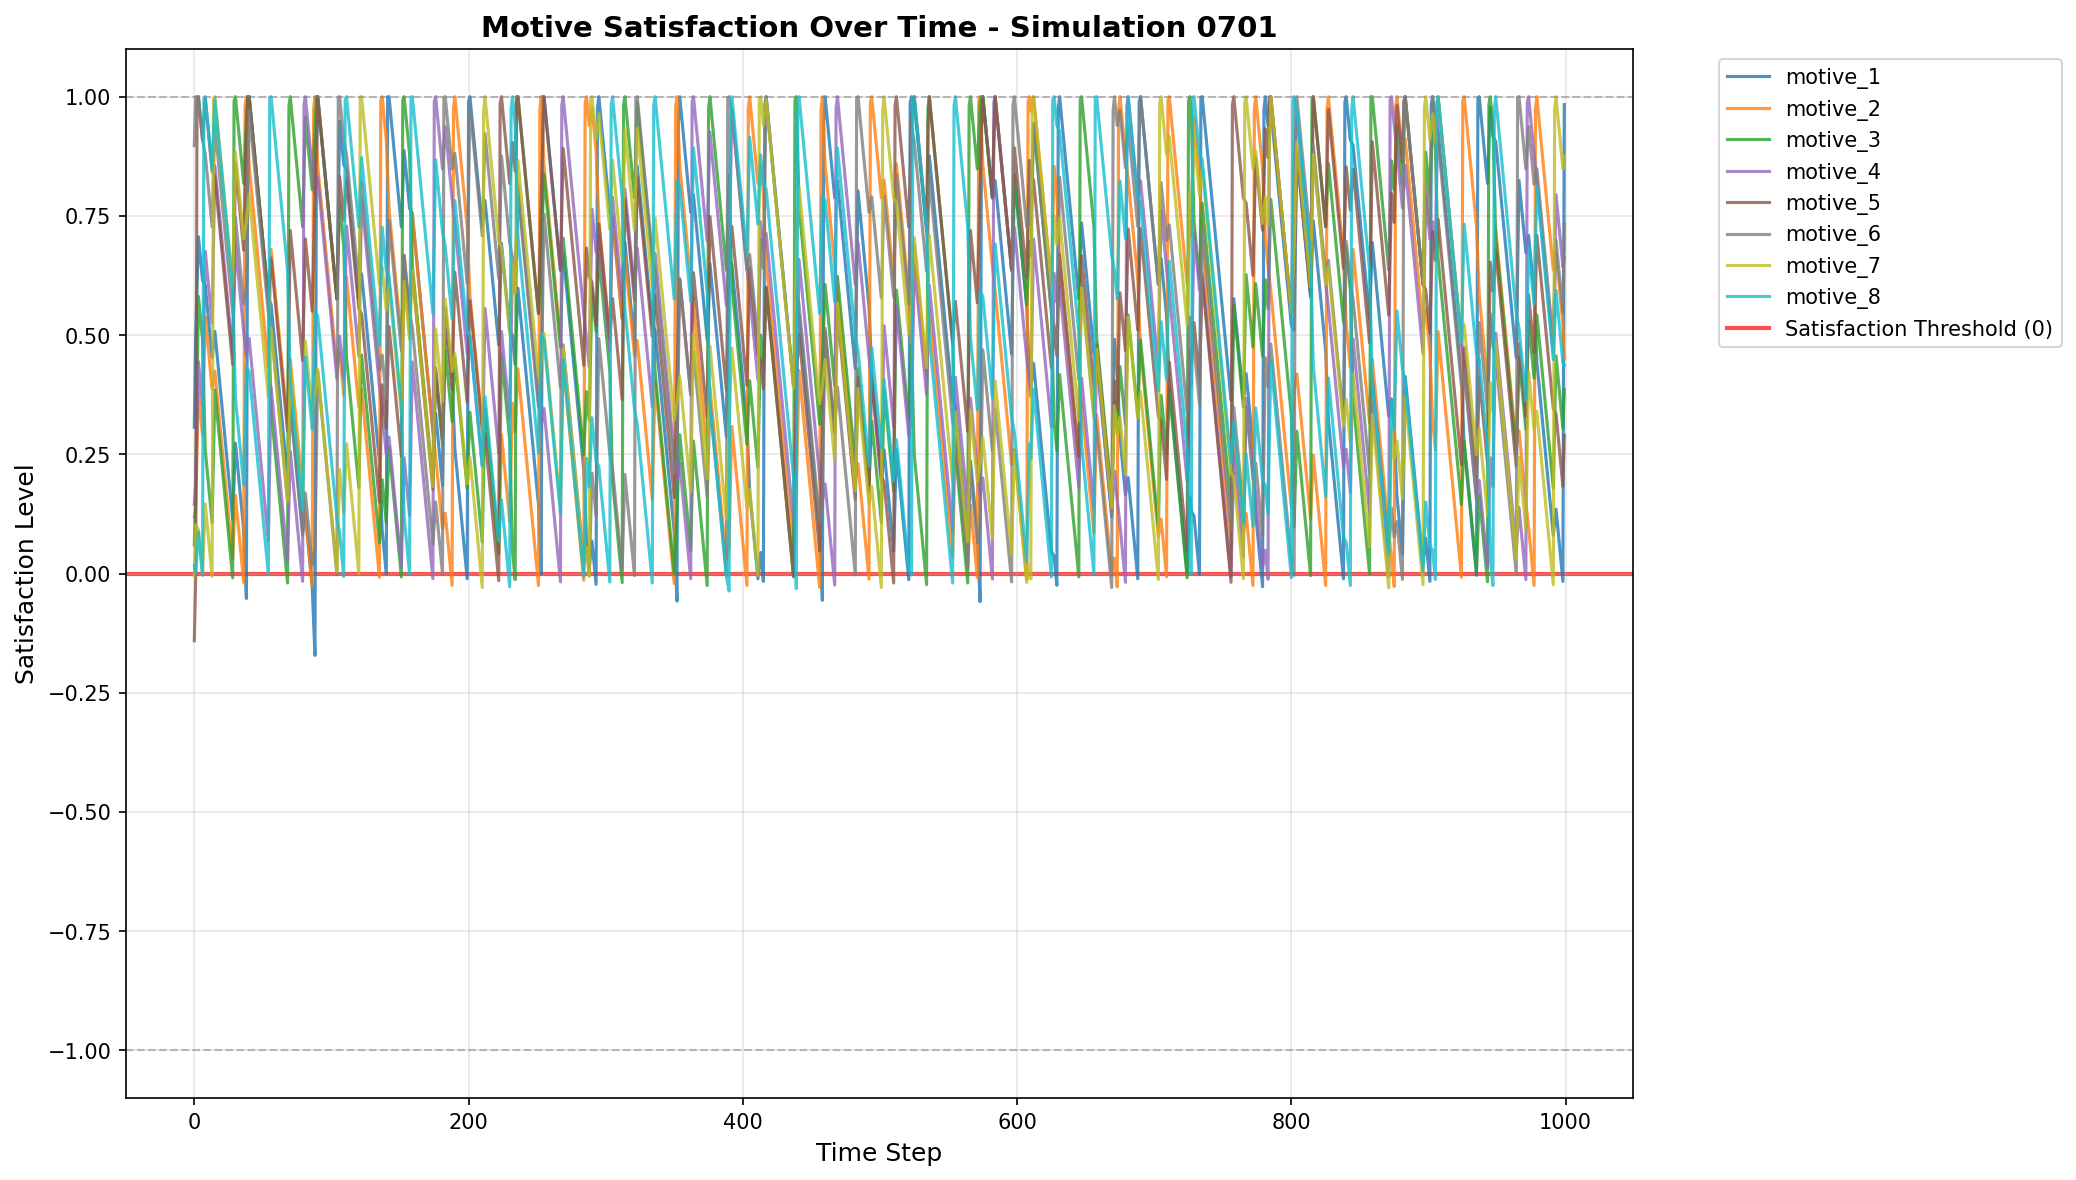 Motive Satisfaction Over Time - Simulation 0701
1.00
0.75
0.50
0.25
0.00
−0.25
−0.50
−0.75
−1.00
Satisfaction Level
0
200
400
600
800
1000
Time Step
motive_1
motive_2
motive_3
motive_4
motive_5
motive_6
motive_7
motive_8
Satisfaction Threshold (0)